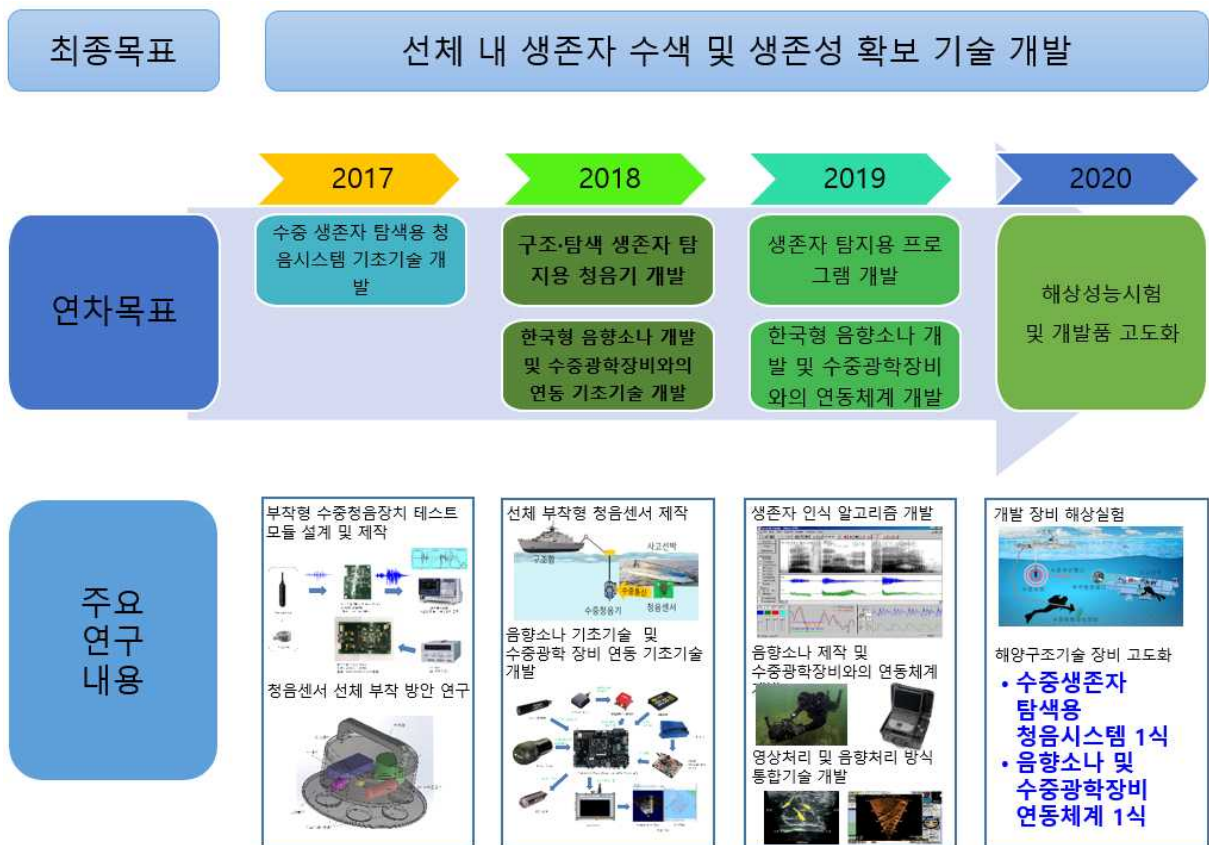 최종목표
선체 내 생존자 수색 및 생존성 확보 기술 개발
2017
2018
2019
2020
연차목표
수중 생존자 탐색용 청
음시스템 기초기술 개
발
구조·탐색 생존자 탐
지용 청음기 개발
한국형 음향소나 개발
및 수중광학장비와의
연동 기초기술 개발
생존자 탐지용 프로
그램 개발
한국형 음향소나 개
발 및 수중광학장비
와의 연동체계 개발
해상성능시험
및 개발품 고도화
주요
연구
내용
부착형 수중청음장치 테스트
모듈 설계 및 제작
청음센서 선체 부착 방안 연구
선체 부착형 청음센서 제작
구조함
사고선박
수중통신
수중청음기
청음센서
음향소나 기초기술 및
수중광학 장비 연동 기초기술
개발
생존자 인식 알고리즘 개발
음향소나 제작 및
수중광학장비와의 연동체계
영상처리 및 음향처리 방식
통합기술 개발
개발 장비 해상실험
해양구조기술 장비 고도화
• 수중생존자
탐색용
청음시스템 1식
• 음향소나 및
수중광학장비
연동체계 1식